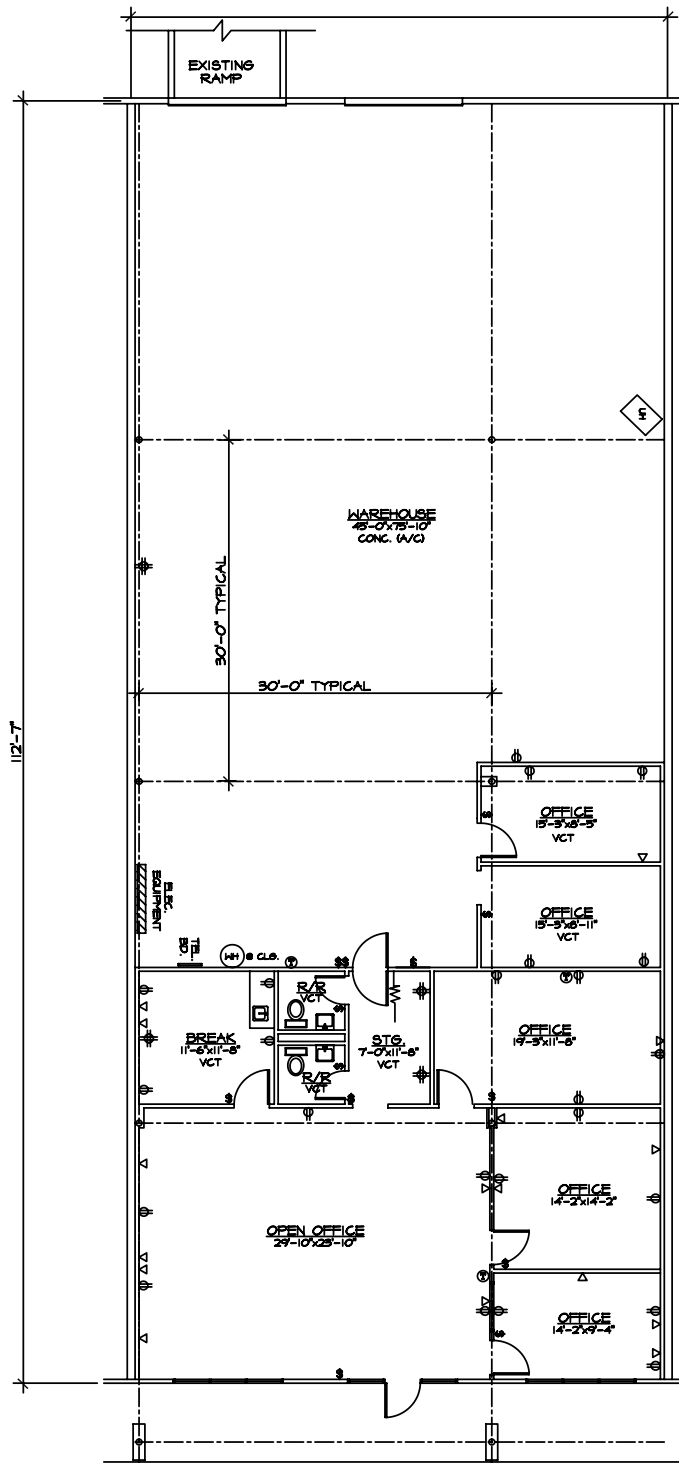 EXISTING
RAMP
112'-7"
UH
WAREHOUSE
45'-0"x75'-10"
CONC. (A/C)
30'-0" TYPICAL
30'-0" TYPICAL
OFFICE
15'-3"x8'-5"
VCT
ELEC.
EQUIPMENT
OFFICE
15'-3"x8'-11"
VCT
TEL.
BD.
WH @ CLG.
R/R
VCT
BREAK
11'-6"x11'-8"
VCT
STG.
7'-0"x11'-8"
VCT
OFFICE
19'-3"x11'-8"
R/R
VCT
OFFICE
14'-2"x14'-2"
OPEN OFFICE
29'-10"x23'-10"
OFFICE
14'-2"x9'-4"